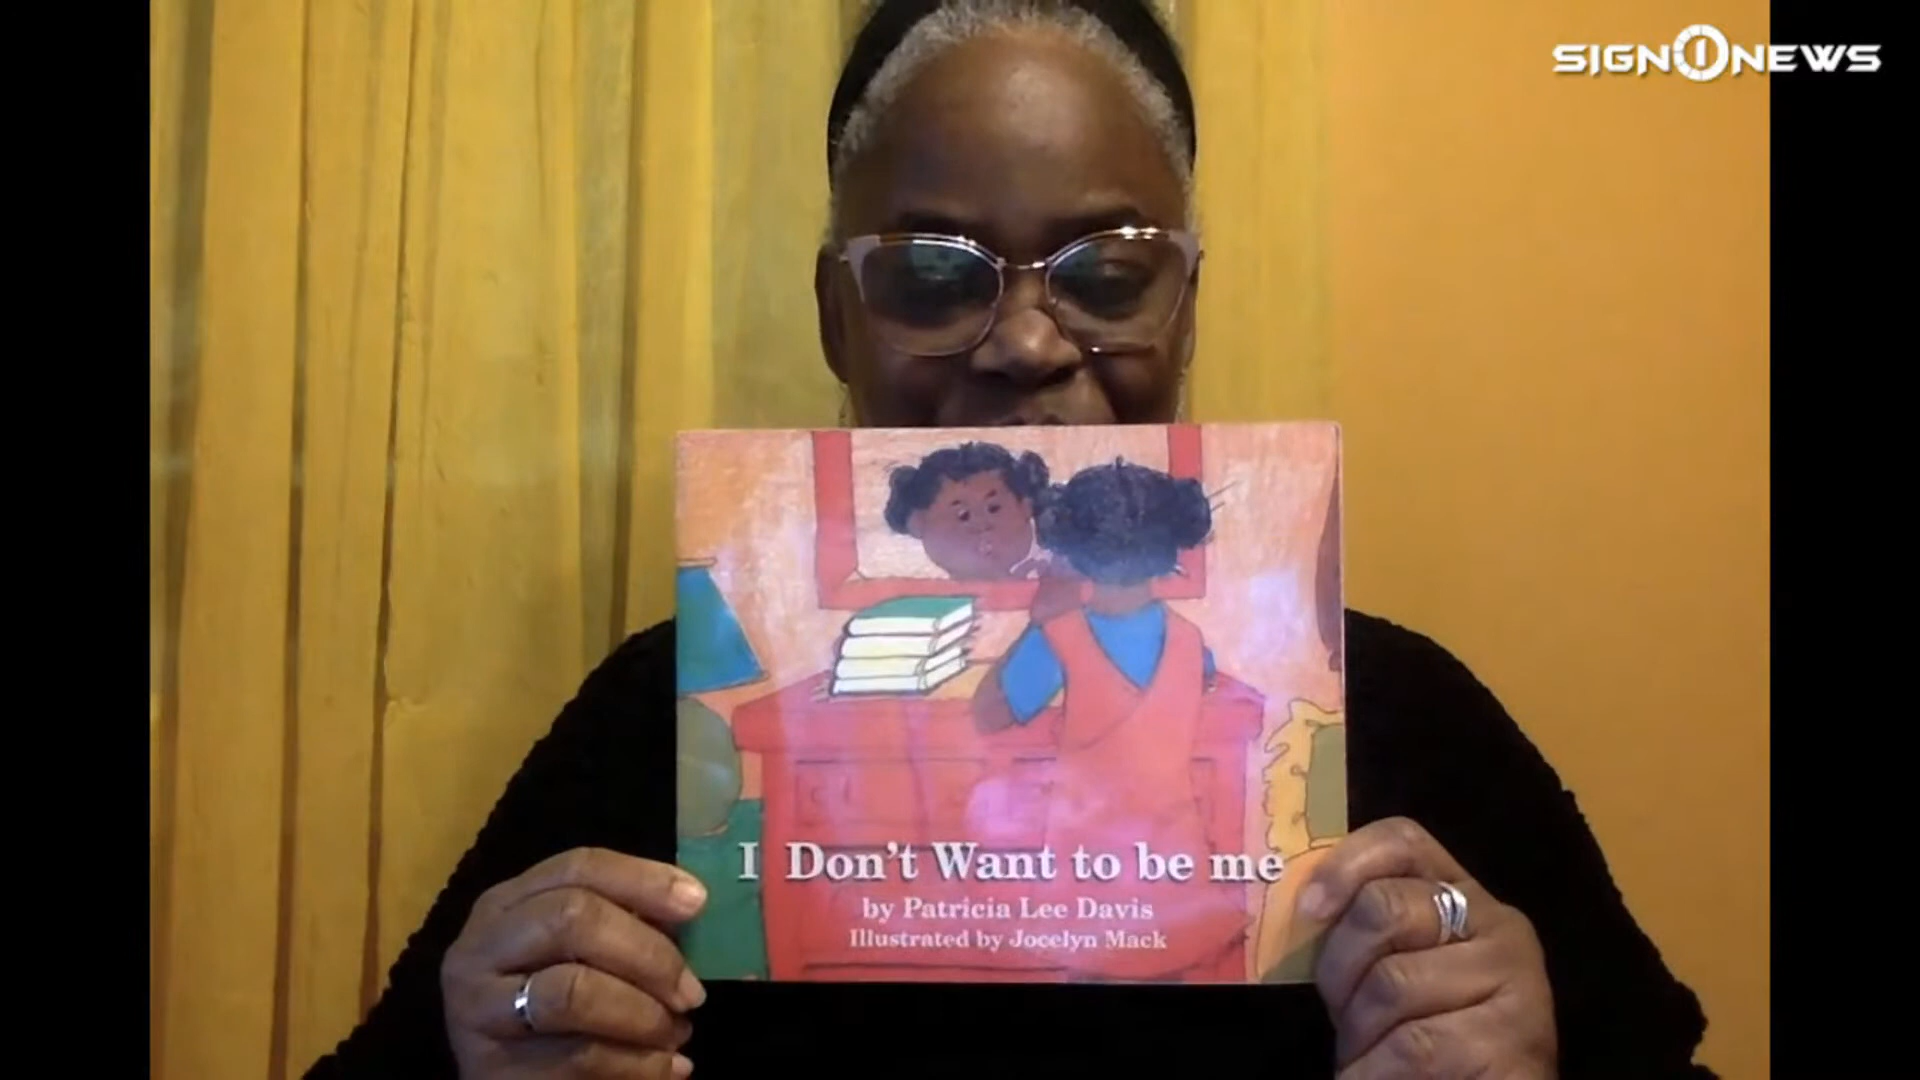 SIGN1NEWS
I Don't Want to be me
by Patricia Lee Davis
Illustrated by Jocelyn Mack